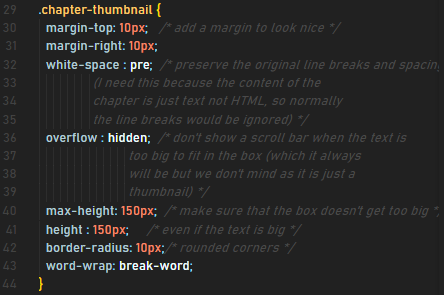 29 .chapter-thumbnail {
30 margin-top: 10px; /* add a margin to look nice */
31 margin-right: 10px;
32 white-space : pre; /* preserve the original line breaks and spacing
33 (I need this because the content of the
34 chapter is just text not HTML, so normally
35 the line breaks would be ignored) */
36 overflow : hidden; /* don't show a scroll bar when the text is
37 too big to fit in the box (which it always
38 will be but we don't mind as it is just a
39 thumbnail) */
40 max-height: 150px; /* make sure that the box doesn't get too big *
41 height : 150px; /* even if the text is big */
42 border-radius: 10px;/* rounded corners */
43 word-wrap: break-word;
44 }